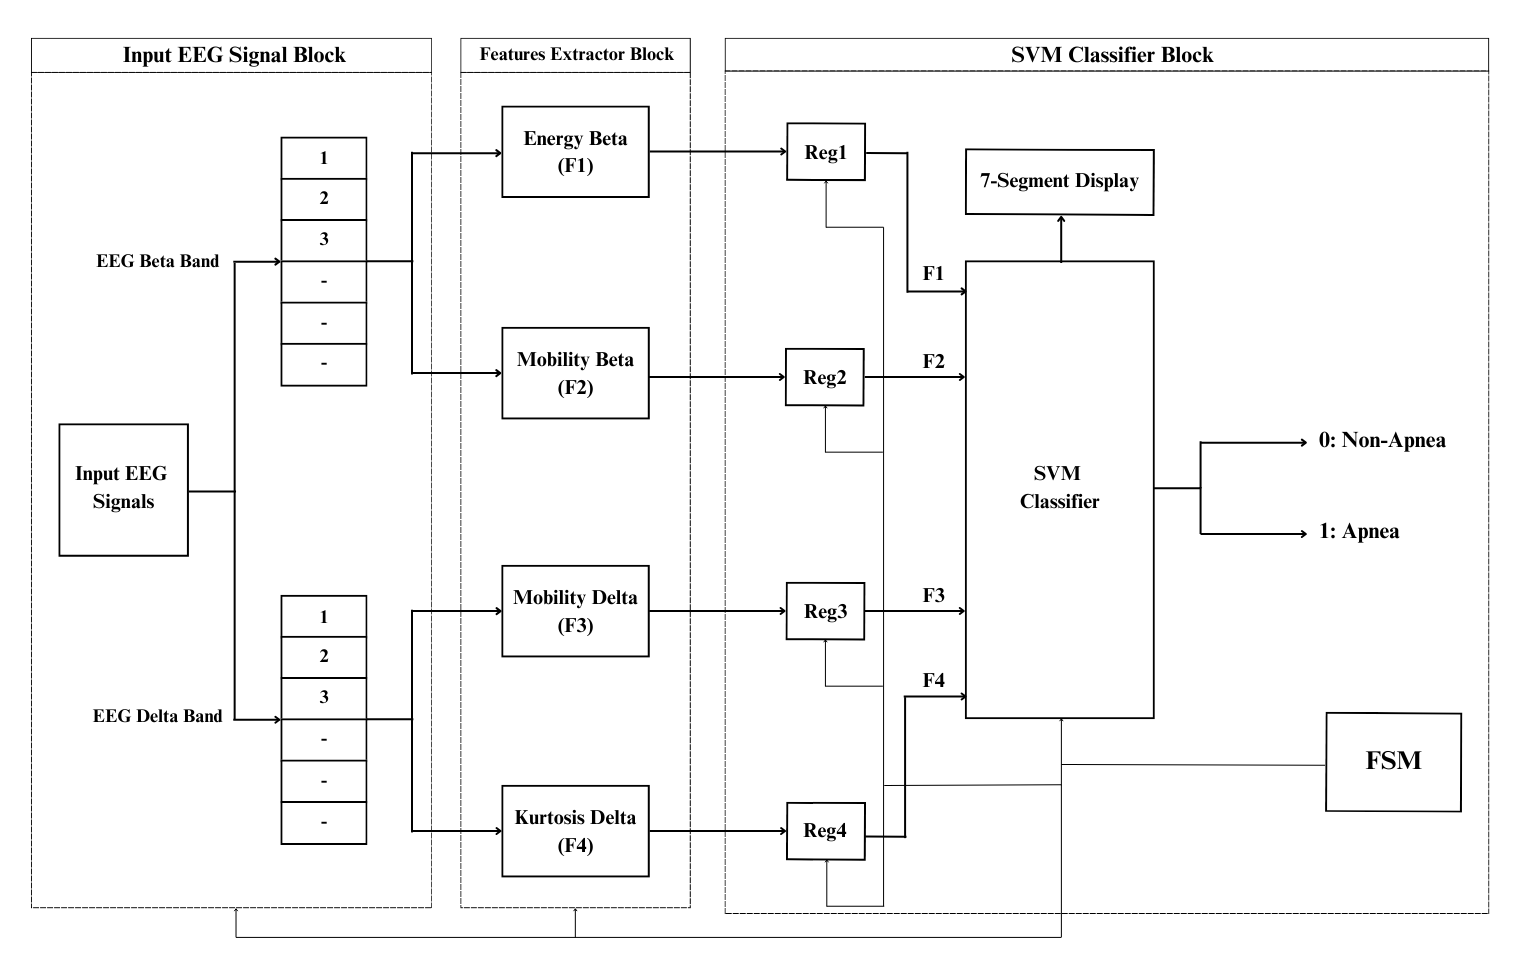 Input EEG Signal Block
Features Extractor Block
SVM Classifier Block
Input EEG
Signals
EEG Beta Band
1
2
3
-
-
-
EEG Delta Band
1
2
3
-
-
-
Energy Beta
(F1)
Mobility Beta
(F2)
Mobility Delta
(F3)
Kurtosis Delta
(F4)
Reg1
Reg2
Reg3
Reg4
F1
F2
F3
F4
7-Segment Display
SVM
Classifier
0: Non-Apnea
1: Apnea
FSM